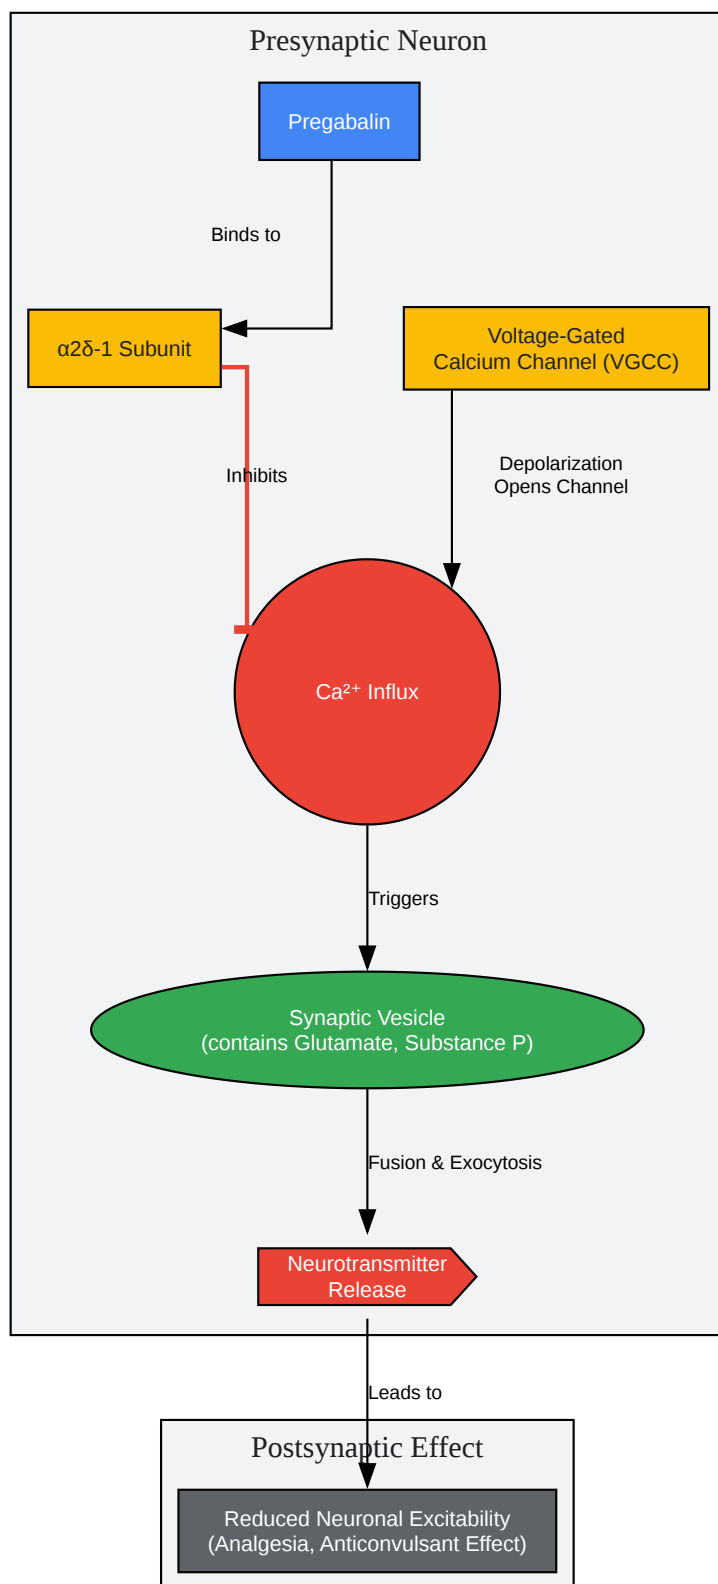 Presynaptic Neuron
Pregabalin
Binds to
α2δ-1 Subunit
Voltage-Gated
Calcium Channel (VGCC)
Inhibits
Depolarization
Opens Channel
Ca²⁺ Influx
Triggers
Synaptic Vesicle
(contains Glutamate, Substance P)
Fusion & Exocytosis
Neurotransmitter
Release
Leads to
Postsynaptic Effect
Reduced Neuronal Excitability
(Analgesia, Anticonvulsant Effect)